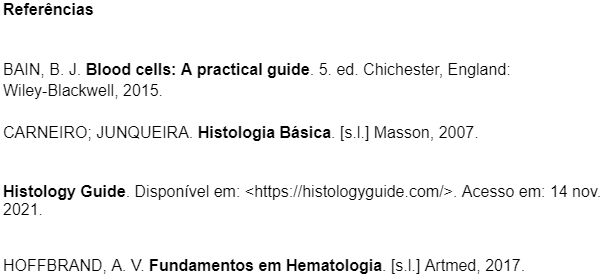 Referências
BAIN, B. J. Blood cells: A practical guide. 5. ed. Chichester, England:
Wiley-Blackwell, 2015.
CARNEIRO; JUNQUEIRA. Histologia Básica. [s.l.] Masson, 2007.
Histology Guide. Disponível em: <https://histologyguide.com/>. Acesso em: 14 nov.
2021.
HOFFBRAND, A. V. Fundamentos em Hematologia. [s.l.] Artmed, 2017.